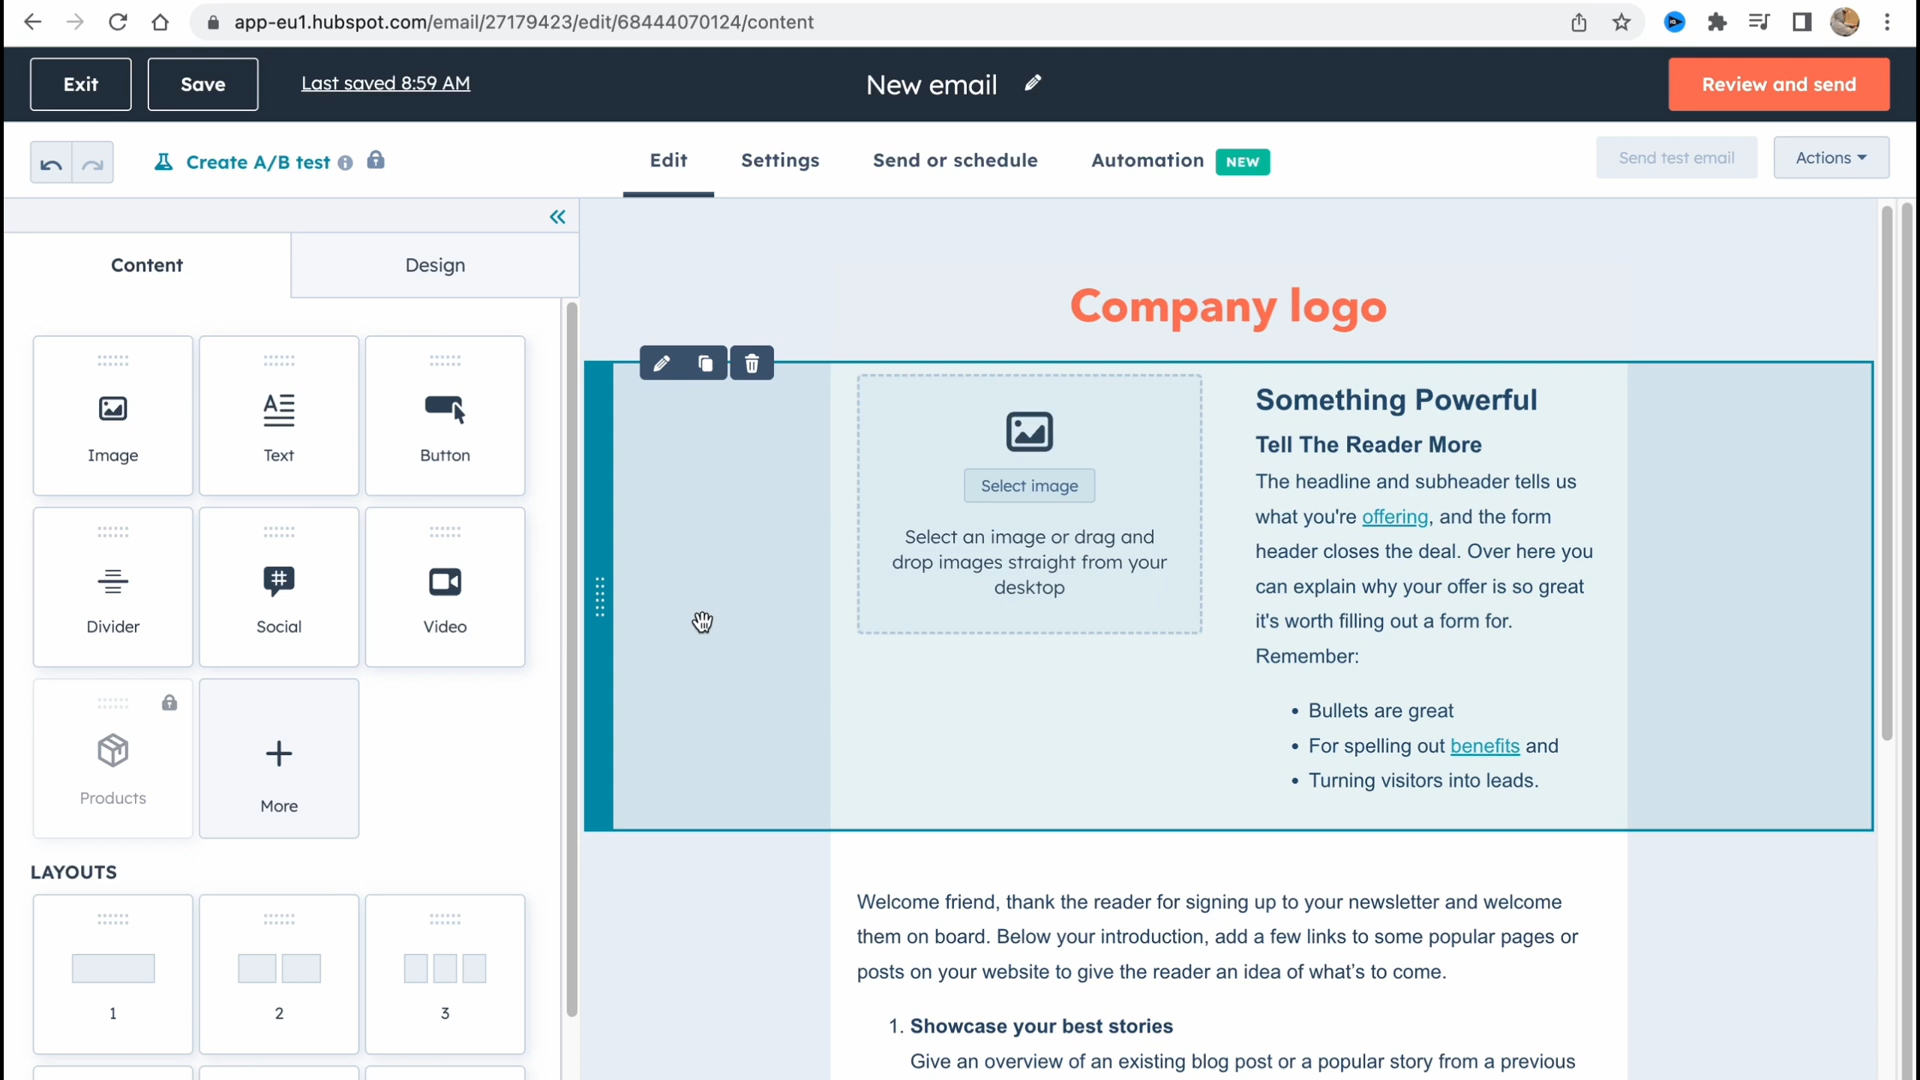 app-eu1.hubspot.com/email/27179423/edit/68444070124/content
Exit
Save
Last saved 8:59 AM
New email
Review and send
Create A/B test
Edit
Settings
Send or schedule
Automation
NEW
Send test email
Actions
Content
Design
Image
Text
Button
Divider
Social
Video
Products
More
LAYOUTS
1
2
3
Company logo
Select image
Select an image or drag and
drop images straight from your
desktop
Something Powerful
Tell The Reader More
The headline and subheader tells us
what you're offering, and the form
header closes the deal. Over here you
can explain why your offer is so great
it's worth filling out a form for.
Remember:
• Bullets are great
• For spelling out benefits and
• Turning visitors into leads.
Welcome friend, thank the reader for signing up to your newsletter and welcome
them on board. Below your introduction, add a few links to some popular pages or
posts on your website to give the reader an idea of what’s to come.
1. Showcase your best stories
Give an overview of an existing blog post or a popular story from a previous